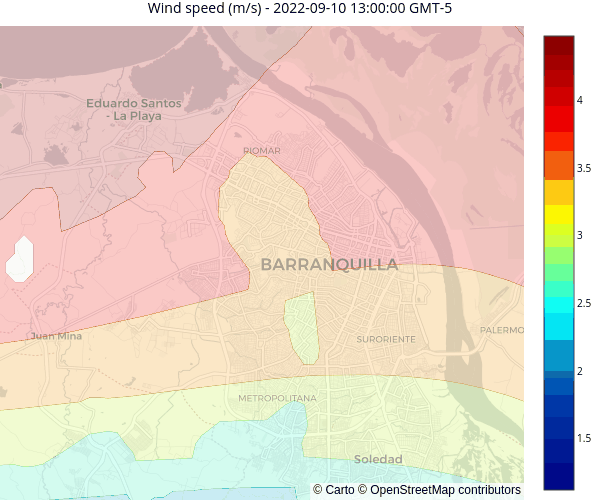 Wind speed (m/s) - 2022-09-10 13:00:00 GMT-5
Eduardo Santos
- La Playa
RIOMAR
BARRANQUILLA
Juan Mina
SURORIENTE
PALERMO
METROPOLITANA
Soledad
4
3.5
3
2.5
2
1.5
© Carto © OpenStreetMap contributors